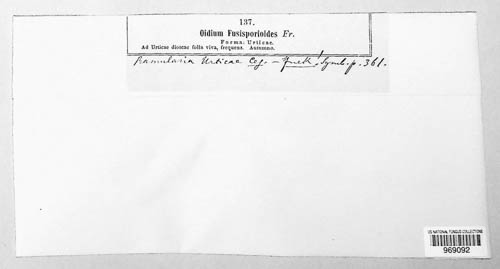 137.
Oidium Fusisporioides Fr.
Forma: Urticae.
Ad Urticae dioicae folia viva, frequens. Autumno.
Ramularia Urticae Ces. – Fuck! Symb. p. 361.
US NATIONAL FUNGUS COLLECTIONS
969092